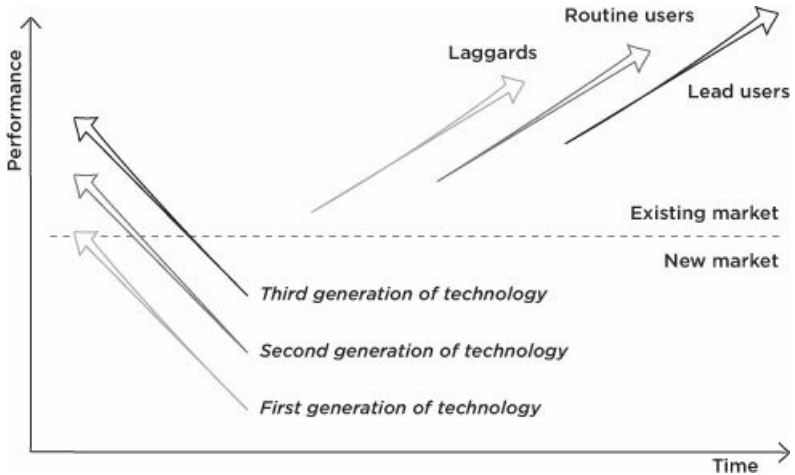 Performance
Routine users
Laggards
Lead users
Existing market
New market
Third generation of technology
Second generation of technology
First generation of technology
Time